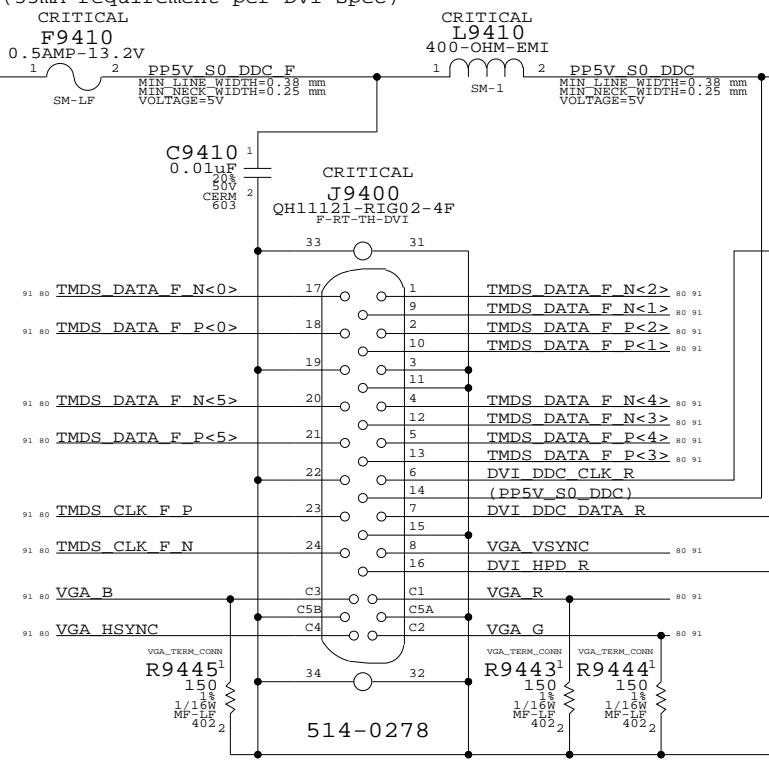 (55mA requirement per DVI spec)
CRITICAL
F9410
0.5AMP-13.2V
1 2
SM-LF
PP5V_S0_DDC_F
MIN_LINE_WIDTH=0.38 mm
MIN_NECK_WIDTH=0.25 mm
VOLTAGE=5V
CRITICAL
L9410
400-OHM-EMI
1 2
SM-1
PP5V_S0_DDC
MIN_LINE_WIDTH=0.38 mm
MIN_NECK_WIDTH=0.25 mm
VOLTAGE=5V
C9410 1
0.01uF
20%
50V
CERM 2
603
CRITICAL
J9400
QH11121-RIG02-4F
F-RT-TH-DVI
33 31
91 80 TMDS_DATA_F_N<0> 17 1 TMDS_DATA_F_N<2> 80 91
9 TMDS_DATA_F_N<1> 80 91
91 80 TMDS_DATA_F_P<0> 18 2 TMDS_DATA_F_P<2> 80 91
10 TMDS_DATA_F_P<1> 80 91
19 3
11
91 80 TMDS_DATA_F_N<5> 20 4 TMDS_DATA_F_N<4> 80 91
12 TMDS_DATA_F_N<3> 80 91
91 80 TMDS_DATA_F_P<5> 21 5 TMDS_DATA_F_P<4> 80 91
13 TMDS_DATA_F_P<3> 80 91
22 6 DVI_DDC_CLK_R
14 (PP5V_S0_DDC)
91 80 TMDS_CLK_F_P 23 7 DVI_DDC_DATA_R
15
91 80 TMDS_CLK_F_N 24 8 VGA_VSYNC 80 91
16 DVI_HPD_R
91 80 VGA_B C3 C1 VGA_R 80 91
C5B C5A
91 80 VGA_HSYNC C4 C2 VGA_G 80 91
34 32
VGA_TERM_CONN
R9445 1
150
1%
1/16W
MF-LF
402 2
514-0278
VGA_TERM_CONN
R9443 1
150
1%
1/16W
MF-LF
402 2
VGA_TERM_CONN
R9444 1
150
1%
1/16W
MF-LF
402 2